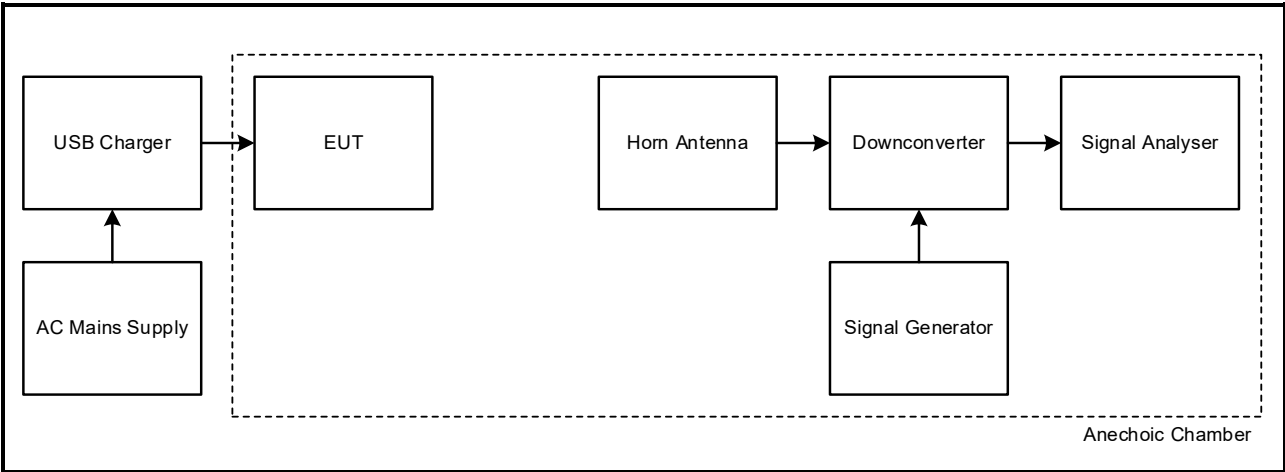 USB Charger
EUT
Horn Antenna
Downconverter
Signal Analyser
AC Mains Supply
Signal Generator
Anechoic Chamber